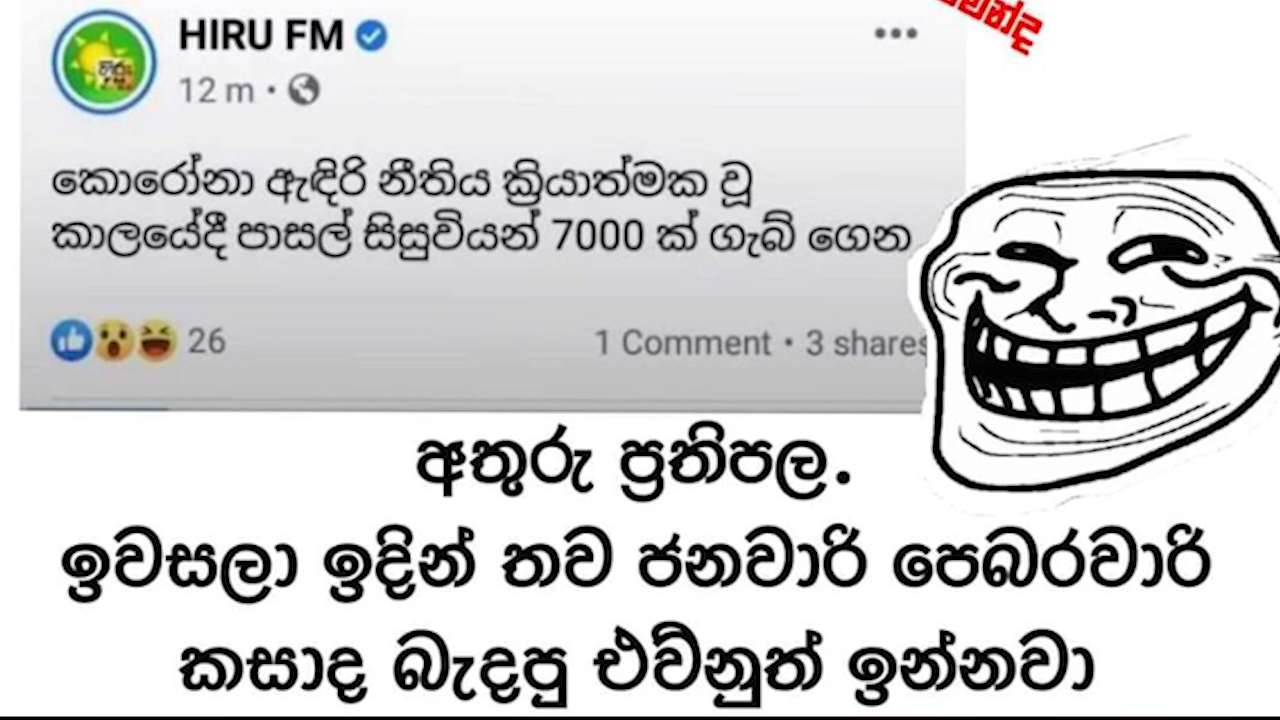 HIRU FM
12 m
කොරෝනා ඇඳිරි නීතිය ක්‍රියාත්මක වූ
කාලයේදී පාසල් සිසුවියන් 7000 ක් ගැබ් ගෙන
26
1 Comment • 3 shares
අතුරු ප්‍රතිපල.
ඉවසලා ඉදින් තව ජනවාරි පෙබරවාරි
කසාද බැදපු එව්නුත් ඉන්නවා